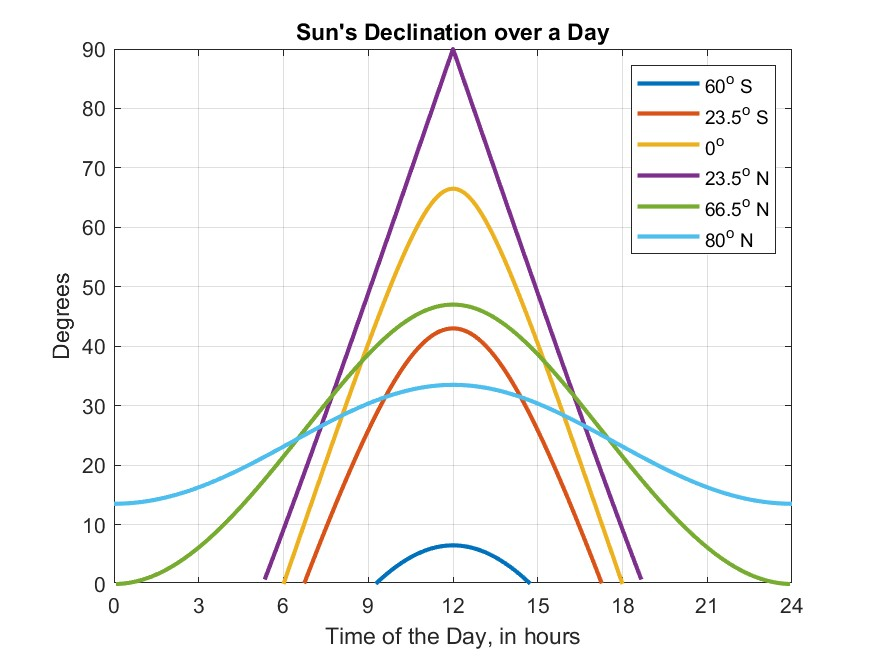 Sun's Declination over a Day
Degrees
90
80
70
60
50
40
30
20
10
0
0 3 6 9 12 15 18 21 24
Time of the Day, in hours
60º S
23.5º S
0º
23.5º N
66.5º N
80º N